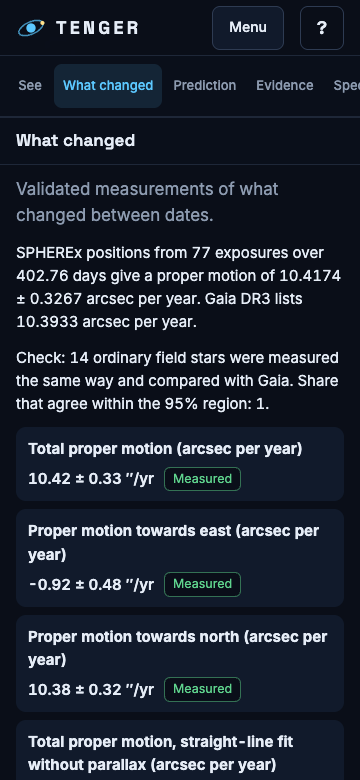 TENGER
Menu
?
See
What changed
Prediction
Evidence
Spe
What changed
Validated measurements of what
changed between dates.
SPHEREx positions from 77 exposures over
402.76 days give a proper motion of 10.4174
± 0.3267 arcsec per year. Gaia DR3 lists
10.3933 arcsec per year.
Check: 14 ordinary field stars were measured
the same way and compared with Gaia. Share
that agree within the 95% region: 1.
Total proper motion (arcsec per year)
10.42 ± 0.33 ″/yr Measured
Proper motion towards east (arcsec per
year)
-0.92 ± 0.48 ″/yr Measured
Proper motion towards north (arcsec per
year)
10.38 ± 0.32 ″/yr Measured
Total proper motion, straight-line fit
without parallax (arcsec per year)